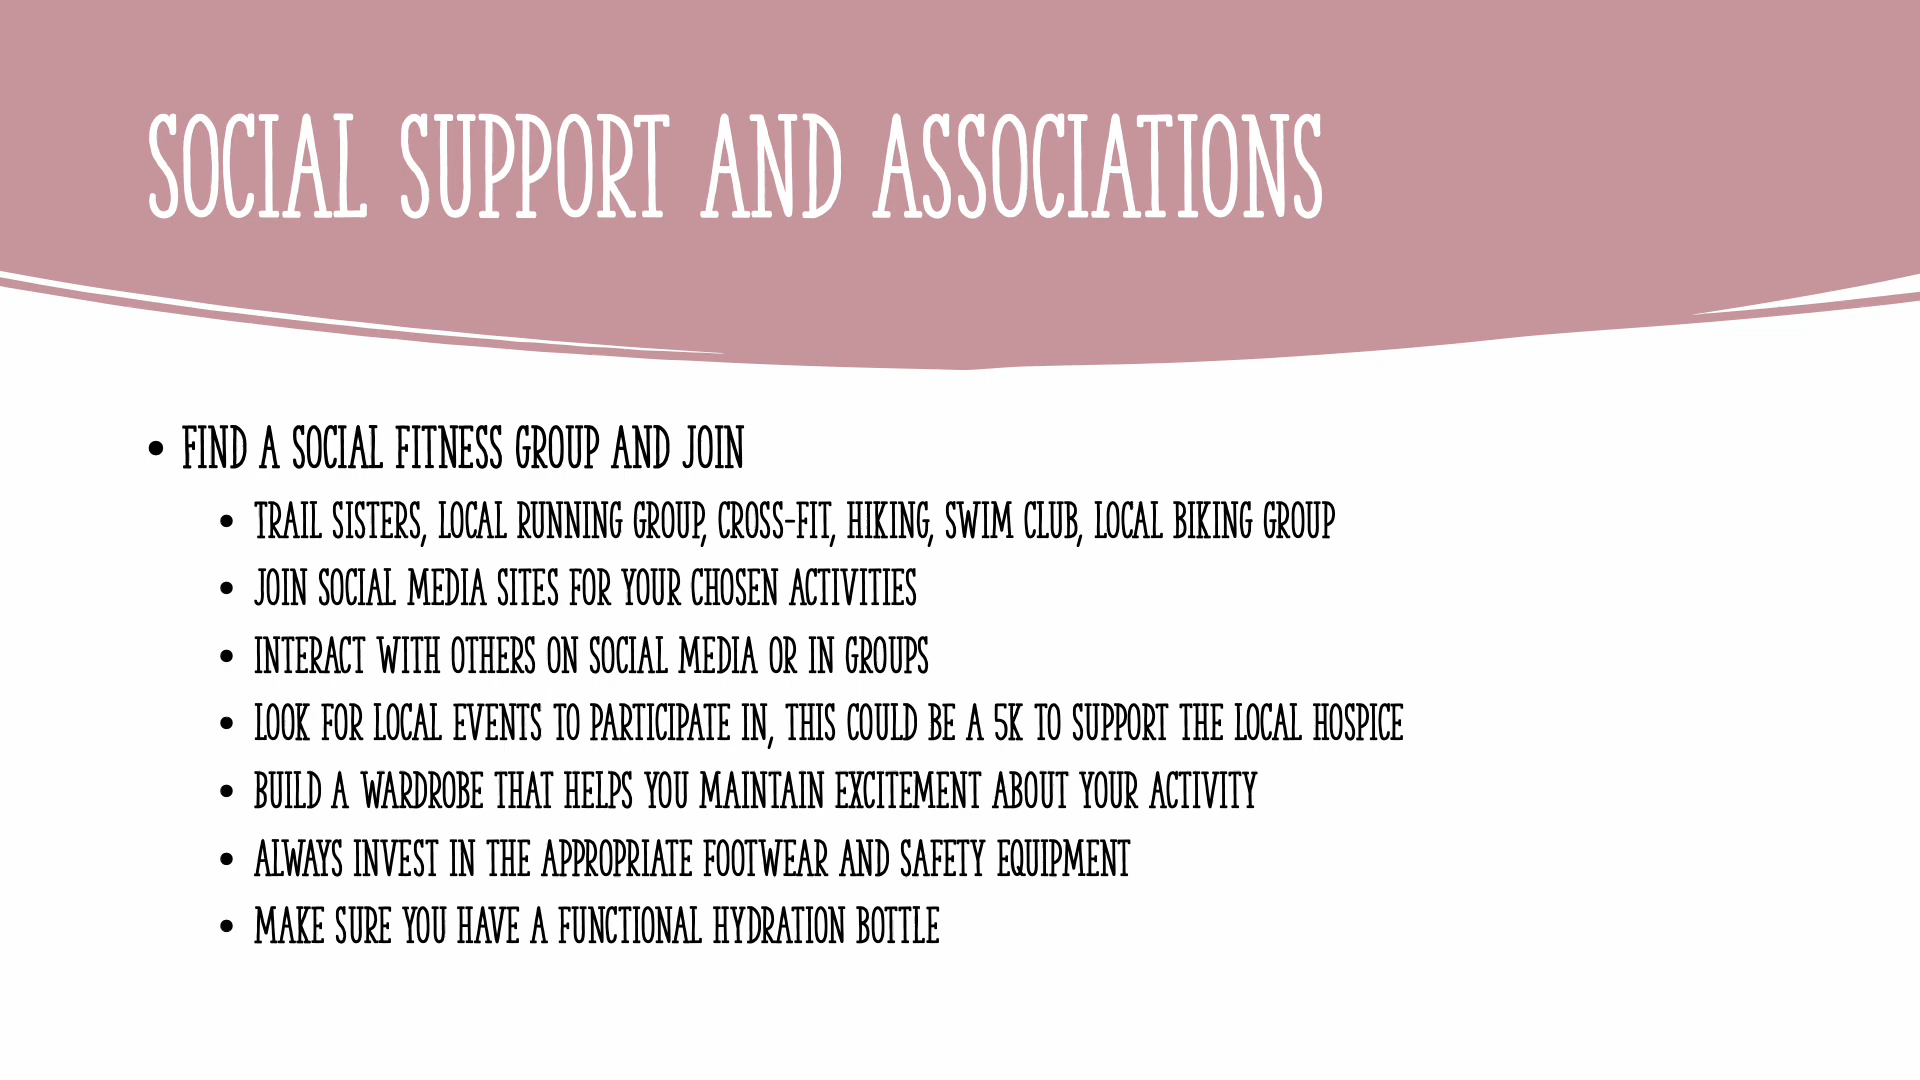 SOCIAL SUPPORT AND ASSOCIATIONS
• FIND A SOCIAL FITNESS GROUP AND JOIN
• TRAIL SISTERS, LOCAL RUNNING GROUP, CROSS-FIT, HIKING, SWIM CLUB, LOCAL BIKING GROUP
• JOIN SOCIAL MEDIA SITES FOR YOUR CHOSEN ACTIVITIES
• INTERACT WITH OTHERS ON SOCIAL MEDIA OR IN GROUPS
• LOOK FOR LOCAL EVENTS TO PARTICIPATE IN, THIS COULD BE A 5K TO SUPPORT THE LOCAL HOSPICE
• BUILD A WARDROBE THAT HELPS YOU MAINTAIN EXCITEMENT ABOUT YOUR ACTIVITY
• ALWAYS INVEST IN THE APPROPRIATE FOOTWEAR AND SAFETY EQUIPMENT
• MAKE SURE YOU HAVE A FUNCTIONAL HYDRATION BOTTLE